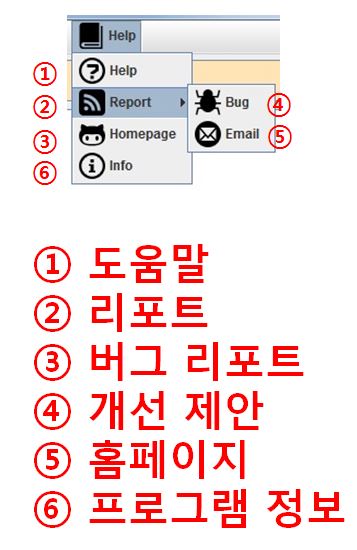 Help
① Help
② Report
Bug ④
③ Homepage
Email ⑤
⑥ Info
① 도움말
② 리포트
③ 버그 리포트
④ 개선 제안
⑤ 홈페이지
⑥ 프로그램 정보